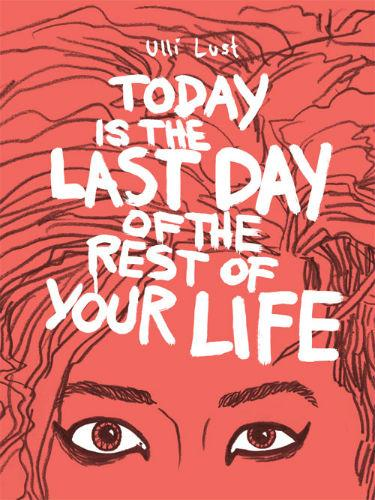 Ulli Lust
TODAY
IS THE
LAST DAY
OF THE
REST OF
YOUR LIFE